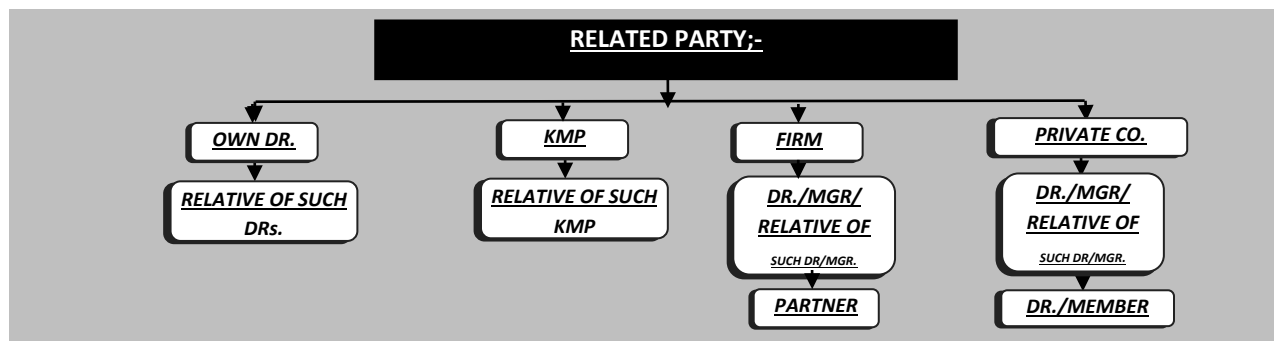 RELATED PARTY;-
OWN DR.
KMP
FIRM
PRIVATE CO.
RELATIVE OF SUCH
DRs.
RELATIVE OF SUCH
KMP
DR./MGR/
RELATIVE OF
SUCH DR/MGR.
DR./MGR/
RELATIVE OF
SUCH DR/MGR.
PARTNER
DR./MEMBER